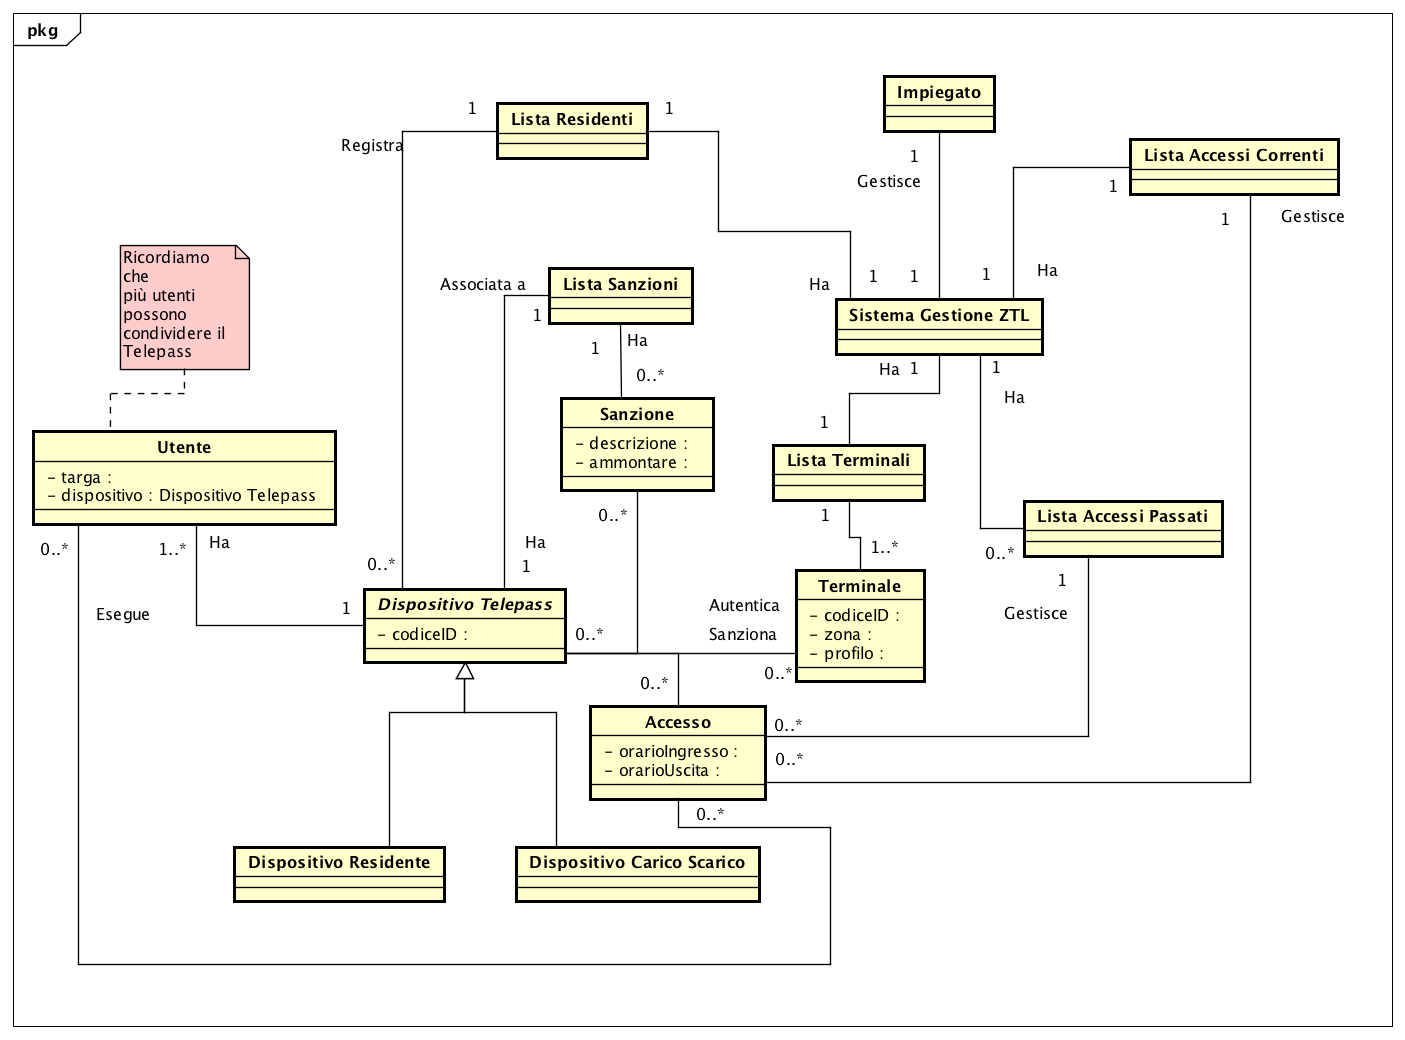 pkg
Impiegato
1
Lista Residenti
1
Registra
1
Gestisce
Lista Accessi Correnti
1
1
Gestisce
Ricordiamo
che
più utenti
possono
condividere il
Telepass
Associata a
Lista Sanzioni
1
Ha
1
1
1
Ha
Sistema Gestione ZTL
1
Ha
0..*
Ha
1
1
Ha
Sanzione
- descrizione :
- ammontare :
1
Lista Terminali
Utente
- targa :
- dispositivo : Dispositivo Telepass
0..*
1
Lista Accessi Passati
0..*
1..*
Ha
Ha
1..*
0..*
0..*
1
1
Esegue
1
Dispositivo Telepass
- codiceID :
0..*
Autentica
Sanziona
Terminale
- codiceID :
- zona :
- profilo :
Gestisce
0..*
0..*
Accesso
- orarioIngresso :
- orarioUscita :
0..*
0..*
0..*
Dispositivo Residente
Dispositivo Carico Scarico